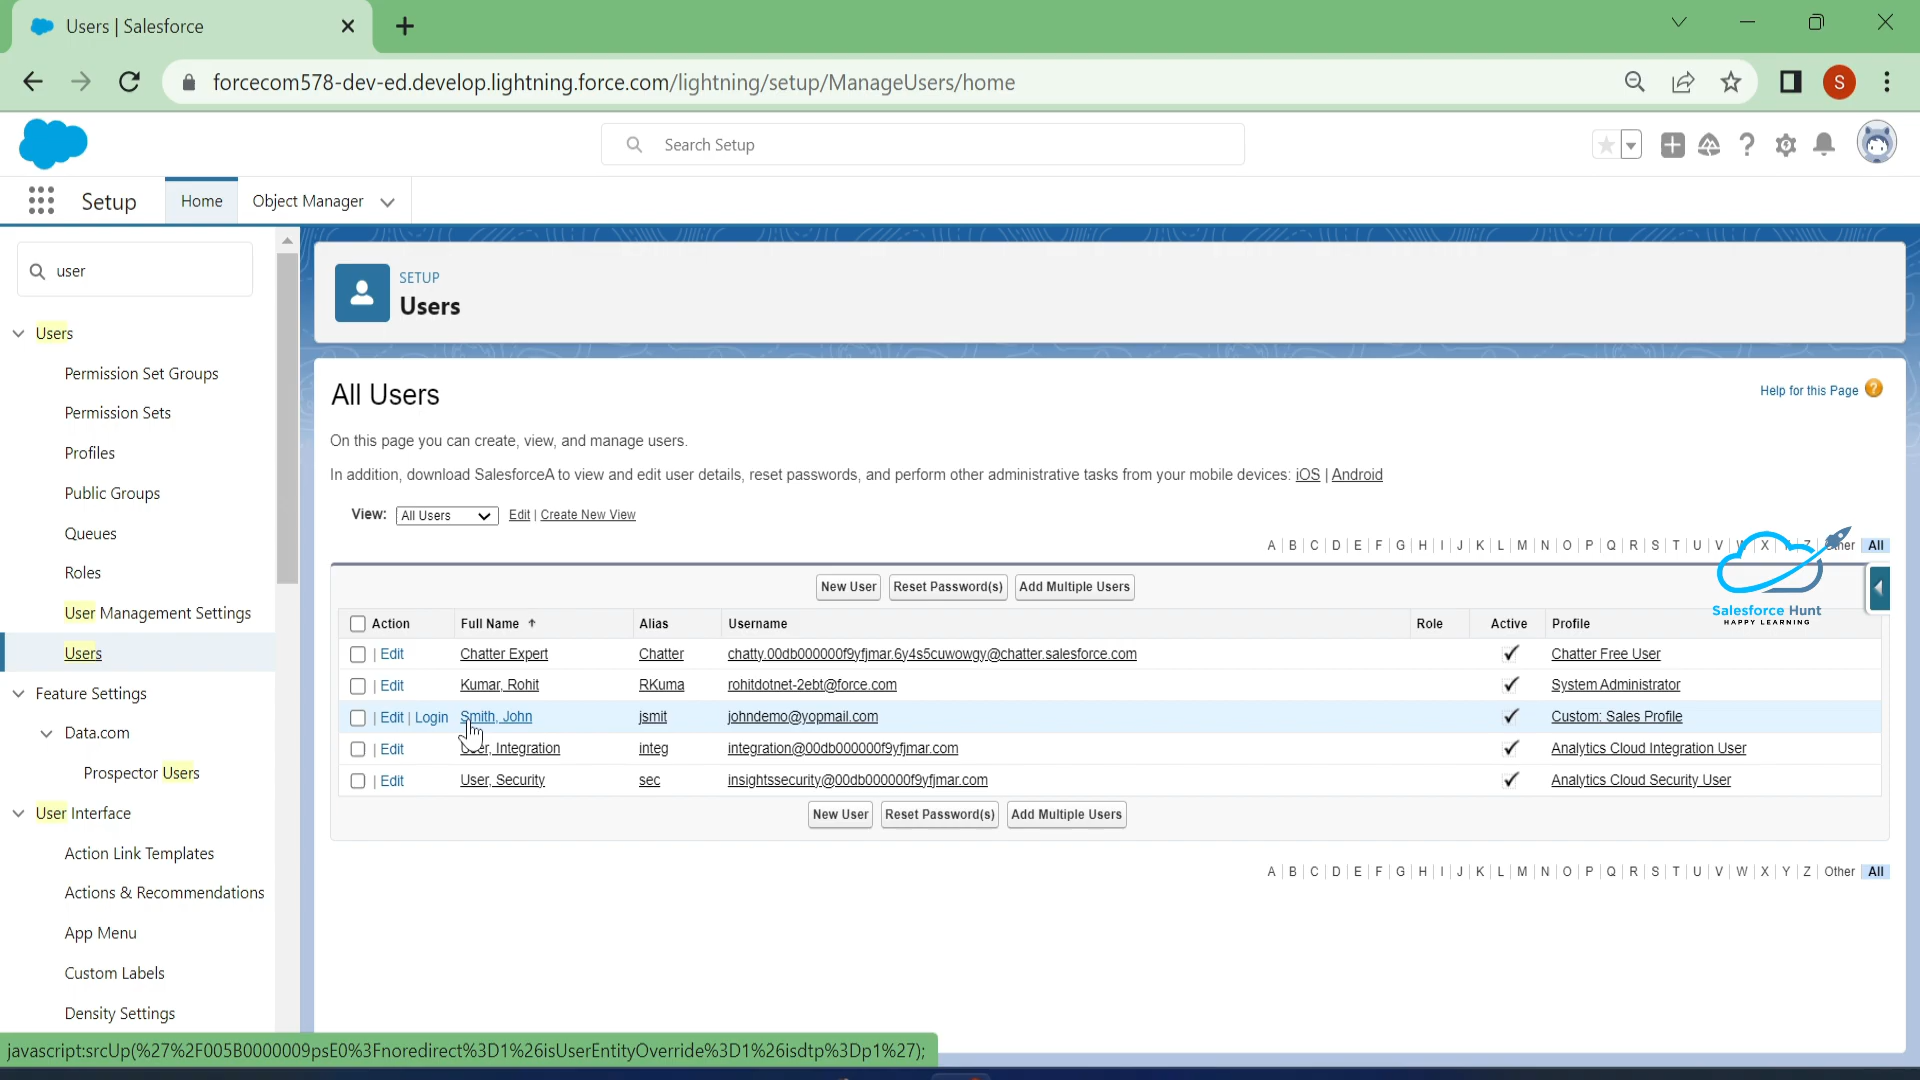 Users | Salesforce
forcecom578-dev-ed.develop.lightning.force.com/lightning/setup/ManageUsers/home
S
Search Setup
Setup
Home
Object Manager
user
SETUP
Users
Users
Permission Set Groups
Permission Sets
Profiles
Public Groups
Queues
Roles
User Management Settings
Users
Feature Settings
Data.com
Prospector Users
User Interface
Action Link Templates
Actions & Recommendations
App Menu
Custom Labels
Density Settings
All Users
Help for this Page ?
On this page you can create, view, and manage users.
In addition, download SalesforceA to view and edit user details, reset passwords, and perform other administrative tasks from your mobile devices: iOS | Android
View: All Users Edit | Create New View
A | B | C | D | E | F | G | H | I | J | K | L | M | N | O | P | Q | R | S | T | U | V | W | X | Y | Z | Other All
Salesforce Hunt
HAPPY LEARNING
New User Reset Password(s) Add Multiple Users
Action Full Name Alias Username Role Active Profile
| Edit Chatter Expert Chatter chatty.00db000000f9yfjmar.6y4s5cuwowgy@chatter.salesforce.com Chatter Free User
| Edit Kumar, Rohit RKuma rohitdotnet-2ebt@force.com System Administrator
| Edit | Login Smith, John jsmit johndemo@yopmail.com Custom: Sales Profile
| Edit User, Integration integ integration@00db000000f9yfjmar.com Analytics Cloud Integration User
| Edit User, Security sec insightssecurity@00db000000f9yfjmar.com Analytics Cloud Security User
New User Reset Password(s) Add Multiple Users
A | B | C | D | E | F | G | H | I | J | K | L | M | N | O | P | Q | R | S | T | U | V | W | X | Y | Z | Other All
javascript:srcUp(%27%2F005B0000009psE0%3Fnoredirect%3D1%26isUserEntityOverride%3D1%26isdtp%3Dp1%27);